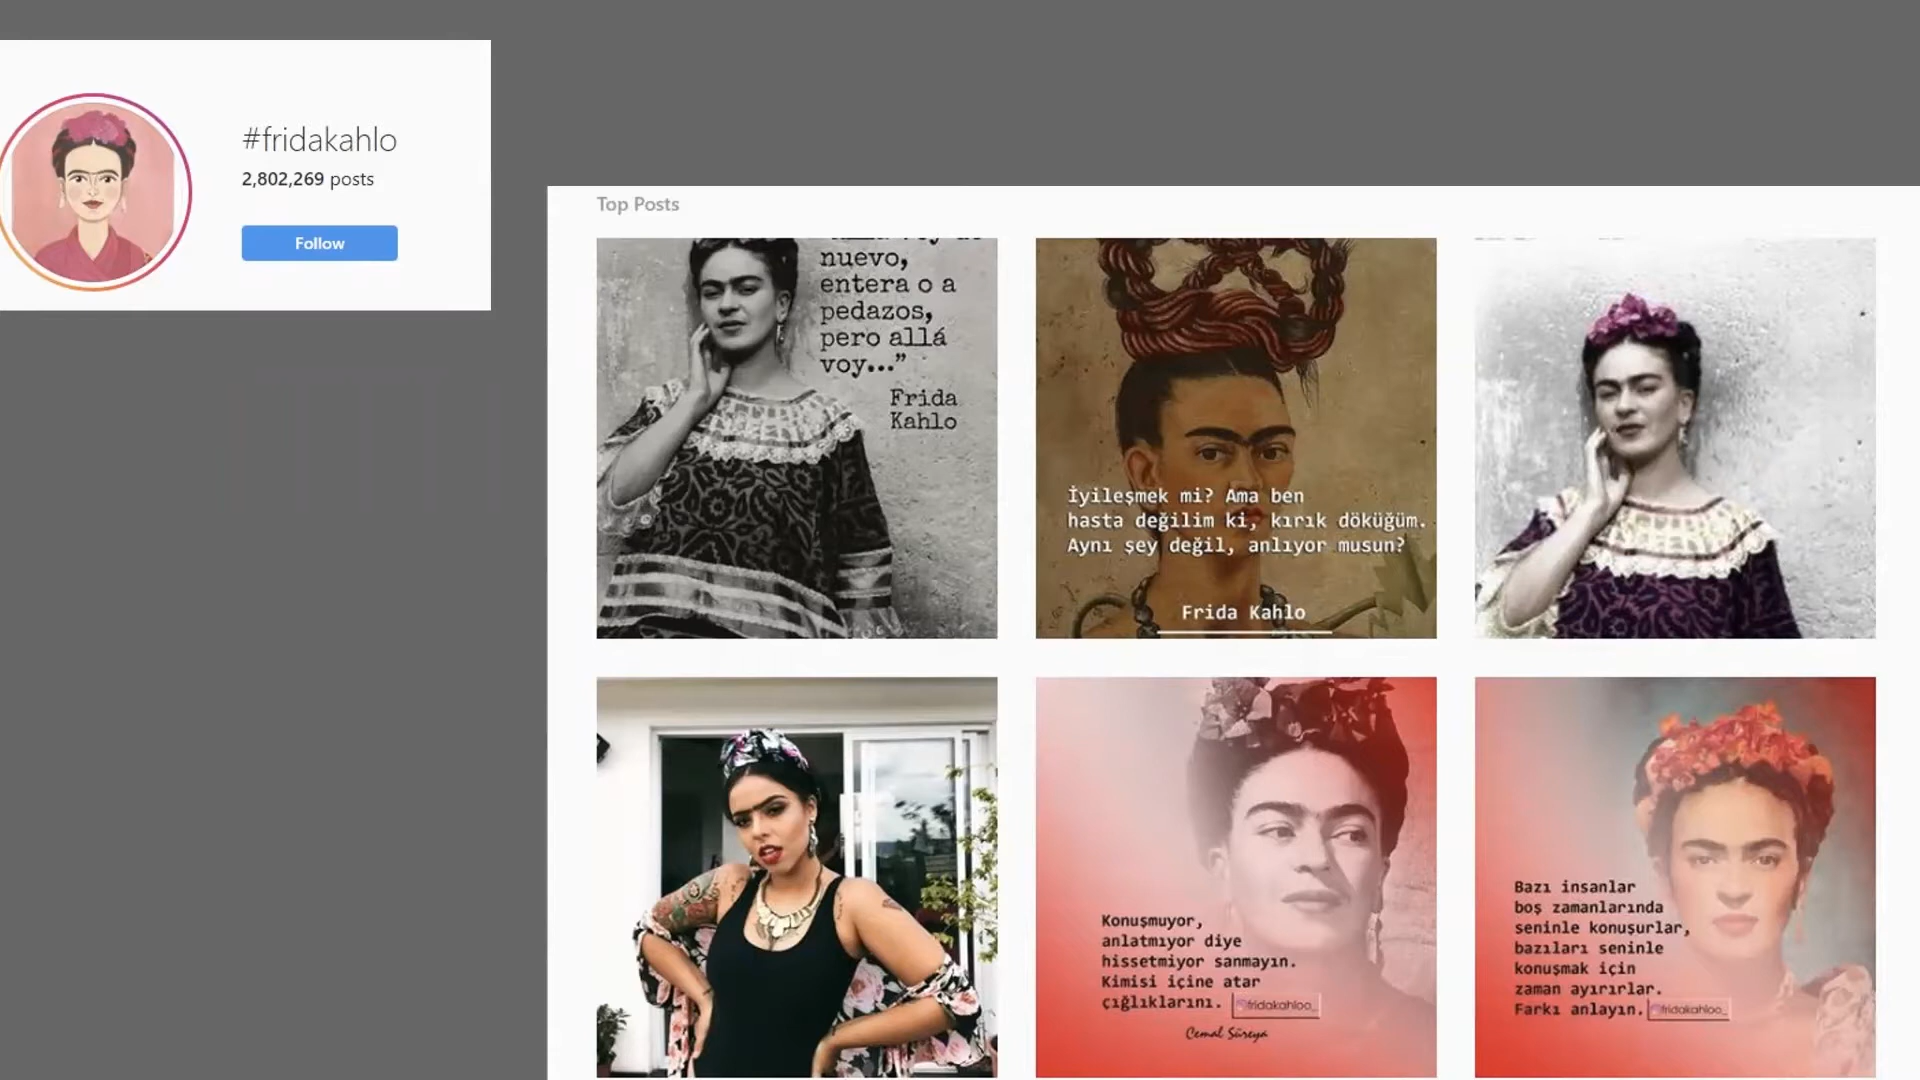 #fridakahlo
2,802,269 posts
Follow
Top Posts
nuevo,
entera o a
pedazos,
pero allá
voy..."
Frida
Kahlo
İyileşmek mi? Ama ben
hasta değilim ki, kırık döküğüm.
Aynı şey değil, anlıyor musun?
Frida Kahlo
Konuşmuyor,
anlatmıyor diye
hissetmiyor sanmayın.
Kimisi içine atar
çığlıklarını.
fridakahloo_
Cemal Süreya
Bazı insanlar
boş zamanlarında
seninle konuşurlar,
bazıları seninle
konuşmak için
zaman ayırırlar.
Farkı anlayın.
fridakahloo_